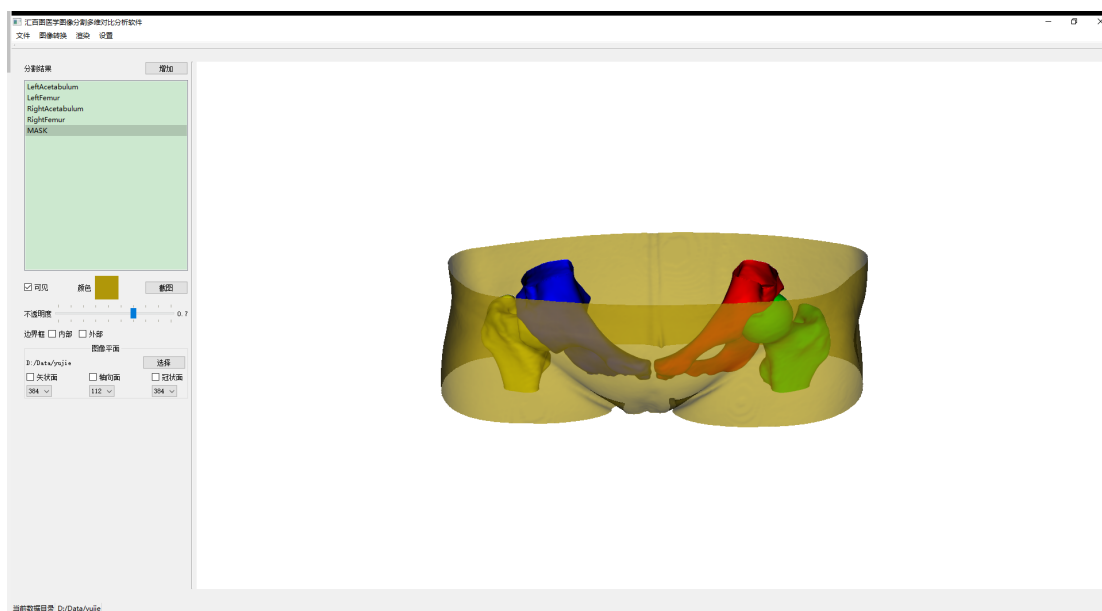 汇百图医学图像分割多维对比分析软件
文件 图像转换 渲染 设置
分割结果 增加
LeftAcetabulum
LeftFemur
RightAcetabulum
RightFemur
MASK
可见 颜色 截图
不透明度 0.7
边界框 内部 外部
图像平面
D:/Data/yujie 选择
矢状面 轴向面 冠状面
384 112 384
当前数据目录 D:/Data/yujie